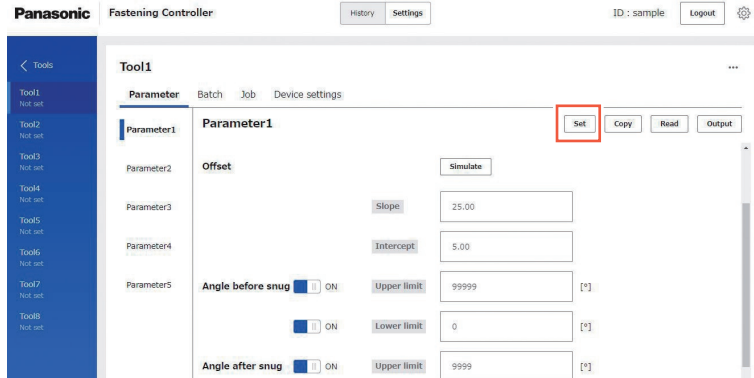 Panasonic Fastening Controller History Settings ID : sample Logout
Tools
Tool1
Not set
Tool2
Not set
Tool3
Not set
Tool4
Not set
Tool5
Not set
Tool6
Not set
Tool7
Not set
Tool8
Not set
Tool1 ...
Parameter Batch Job Device settings
Parameter1
Parameter2
Parameter3
Parameter4
Parameter5
Parameter1 Set Copy Read Output
Offset Simulate
Slope 25.00
Intercept 5.00
Angle before snug ON Upper limit 99999 [°]
ON Lower limit 0 [°]
Angle after snug ON Upper limit 9999 [°]